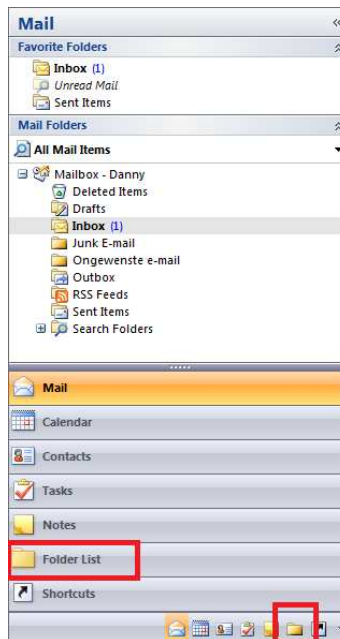 Mail
Favorite Folders
Inbox (1)
Unread Mail
Sent Items
Mail Folders
All Mail Items
Mailbox - Danny
Deleted Items
Drafts
Inbox (1)
Junk E-mail
Ongewenste e-mail
Outbox
RSS Feeds
Sent Items
Search Folders
Mail
Calendar
Contacts
Tasks
Notes
Folder List
Shortcuts